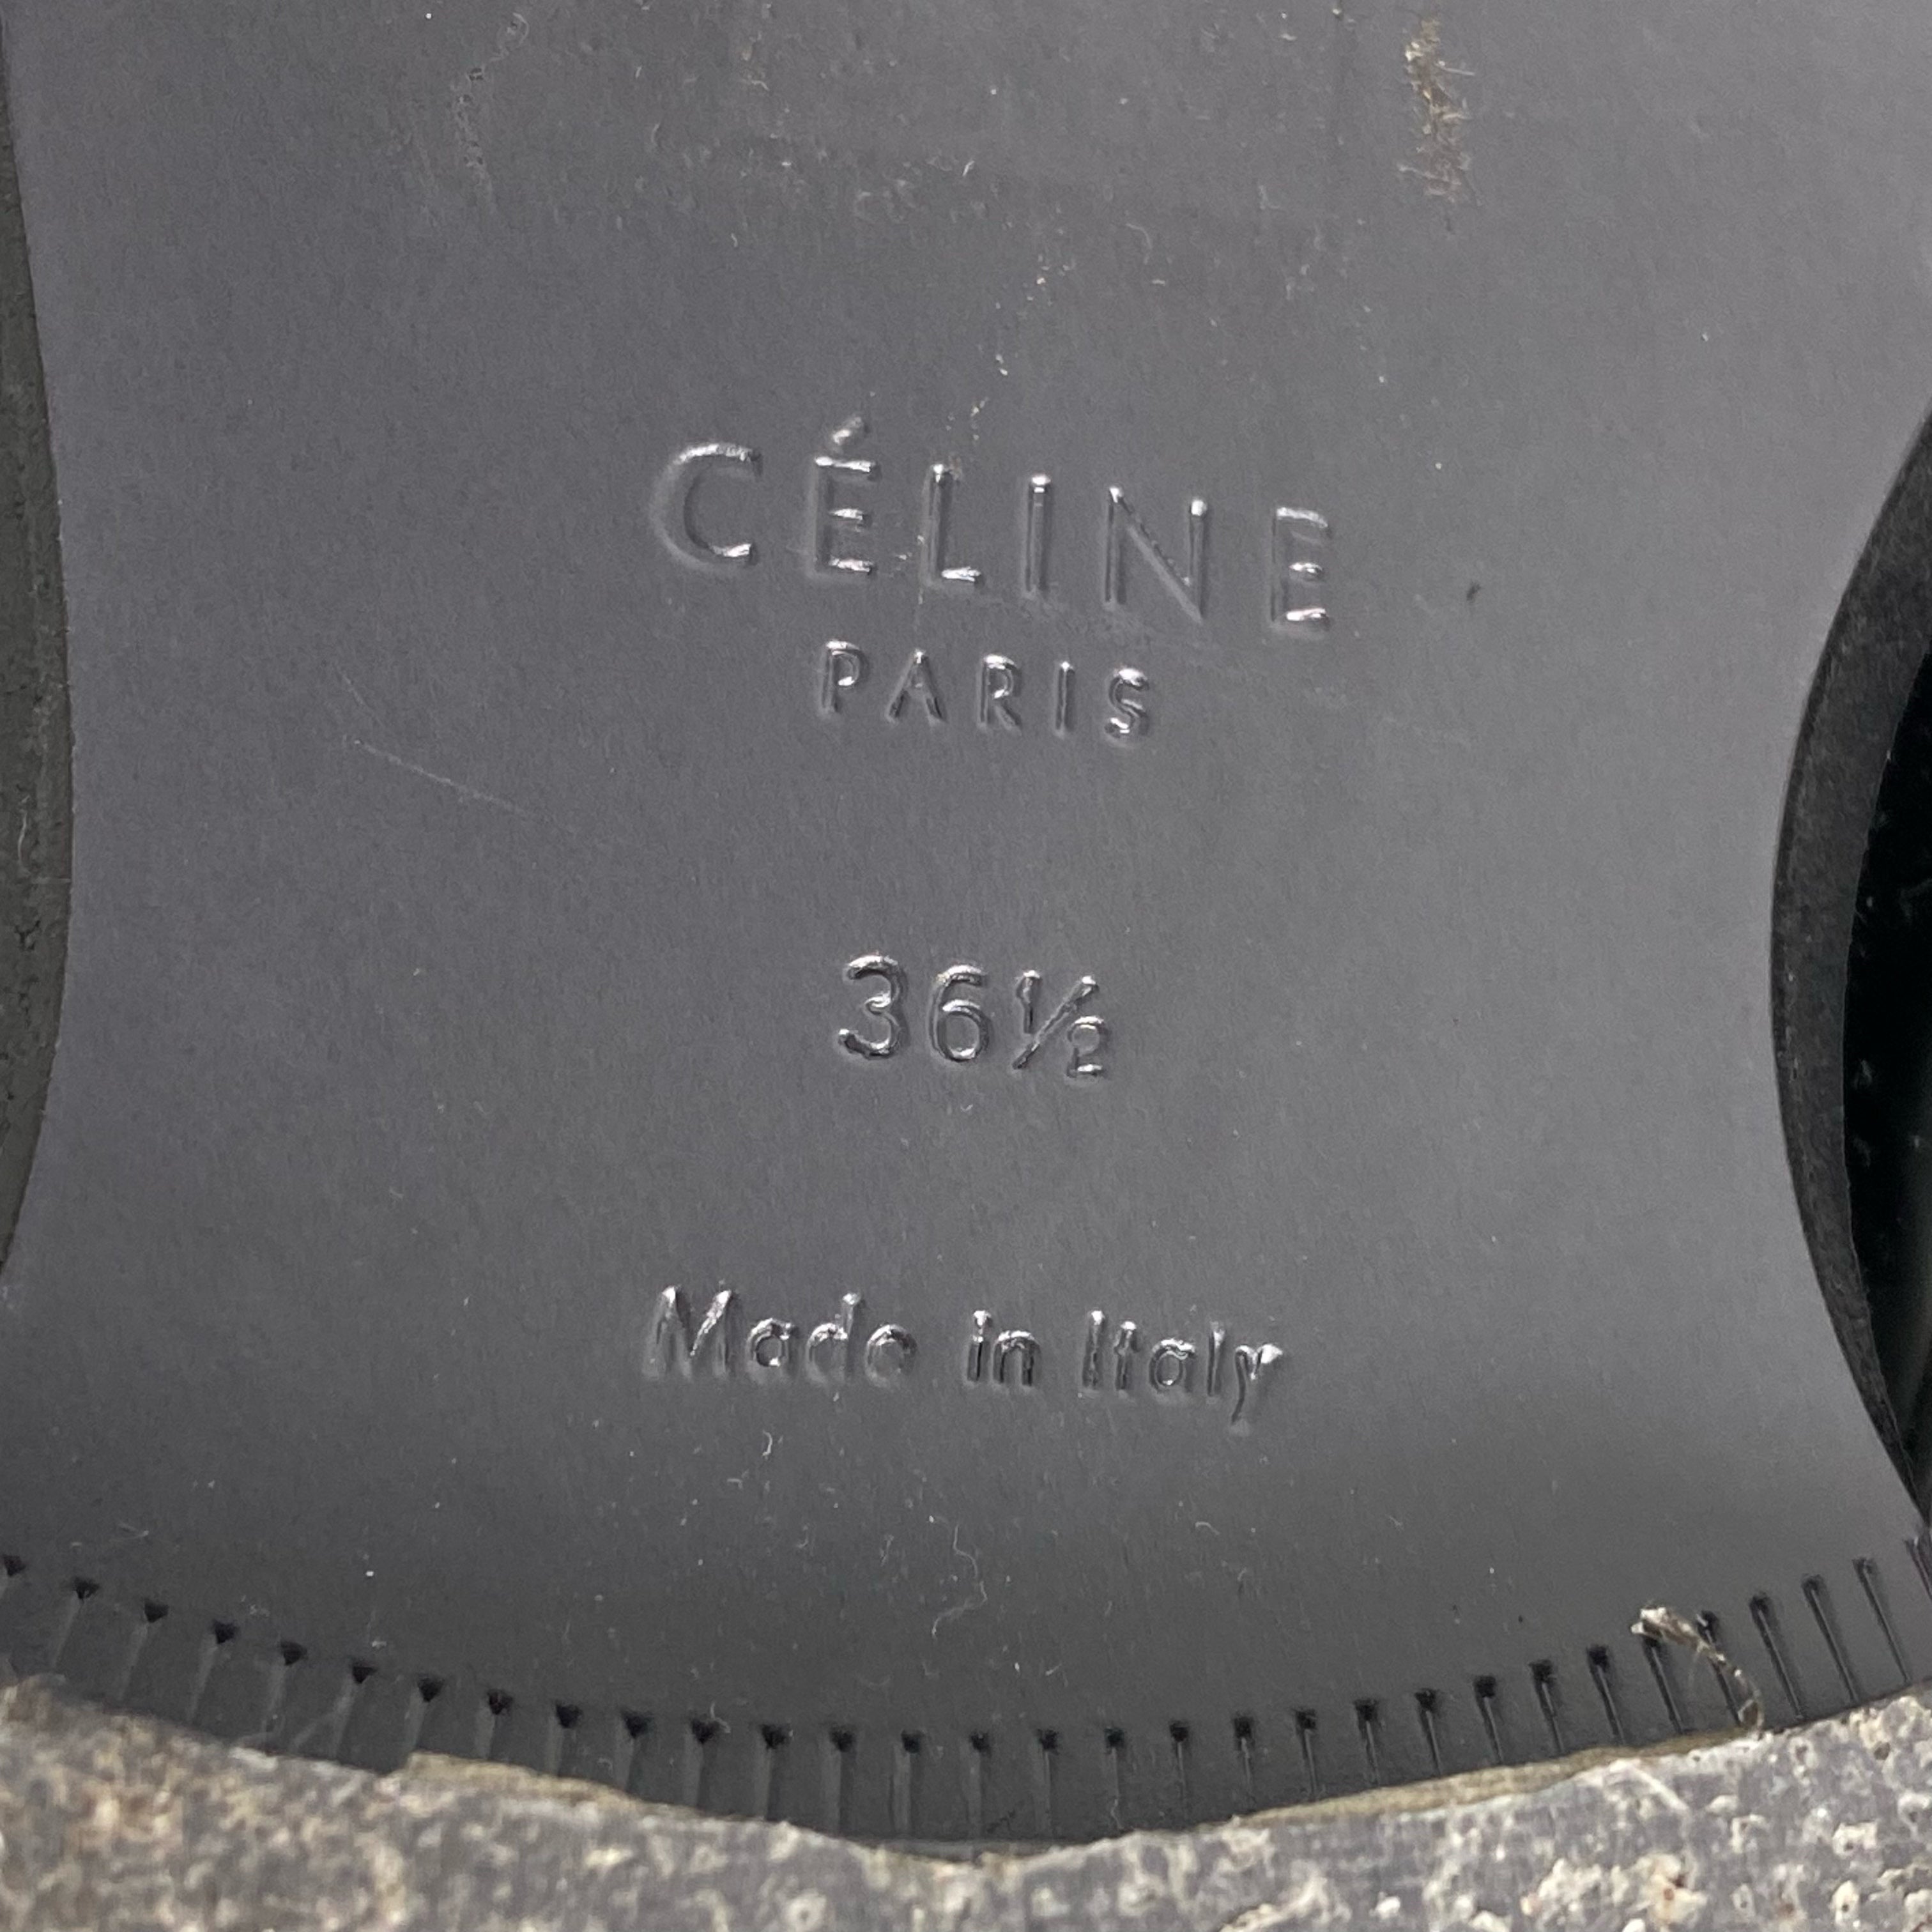 CÉLINE
PARIS
36½
Made in Italy